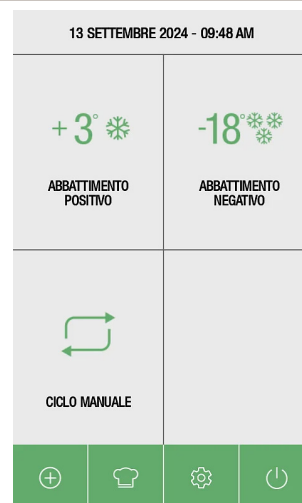 13 SETTEMBRE 2024 - 09:48 AM
+3°
-18°
ABBATTIMENTO
POSITIVO
ABBATTIMENTO
NEGATIVO
CICLO MANUALE